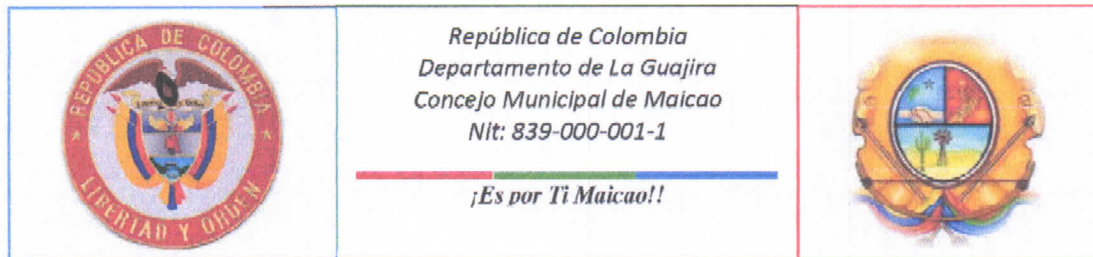 REPÚBLICA DE COLOMBIA
LIBERTAD Y ORDEN
República de Colombia
Departamento de La Guajira
Concejo Municipal de Maicao
Nit: 839-000-001-1
¡Es por Ti Maicao!!